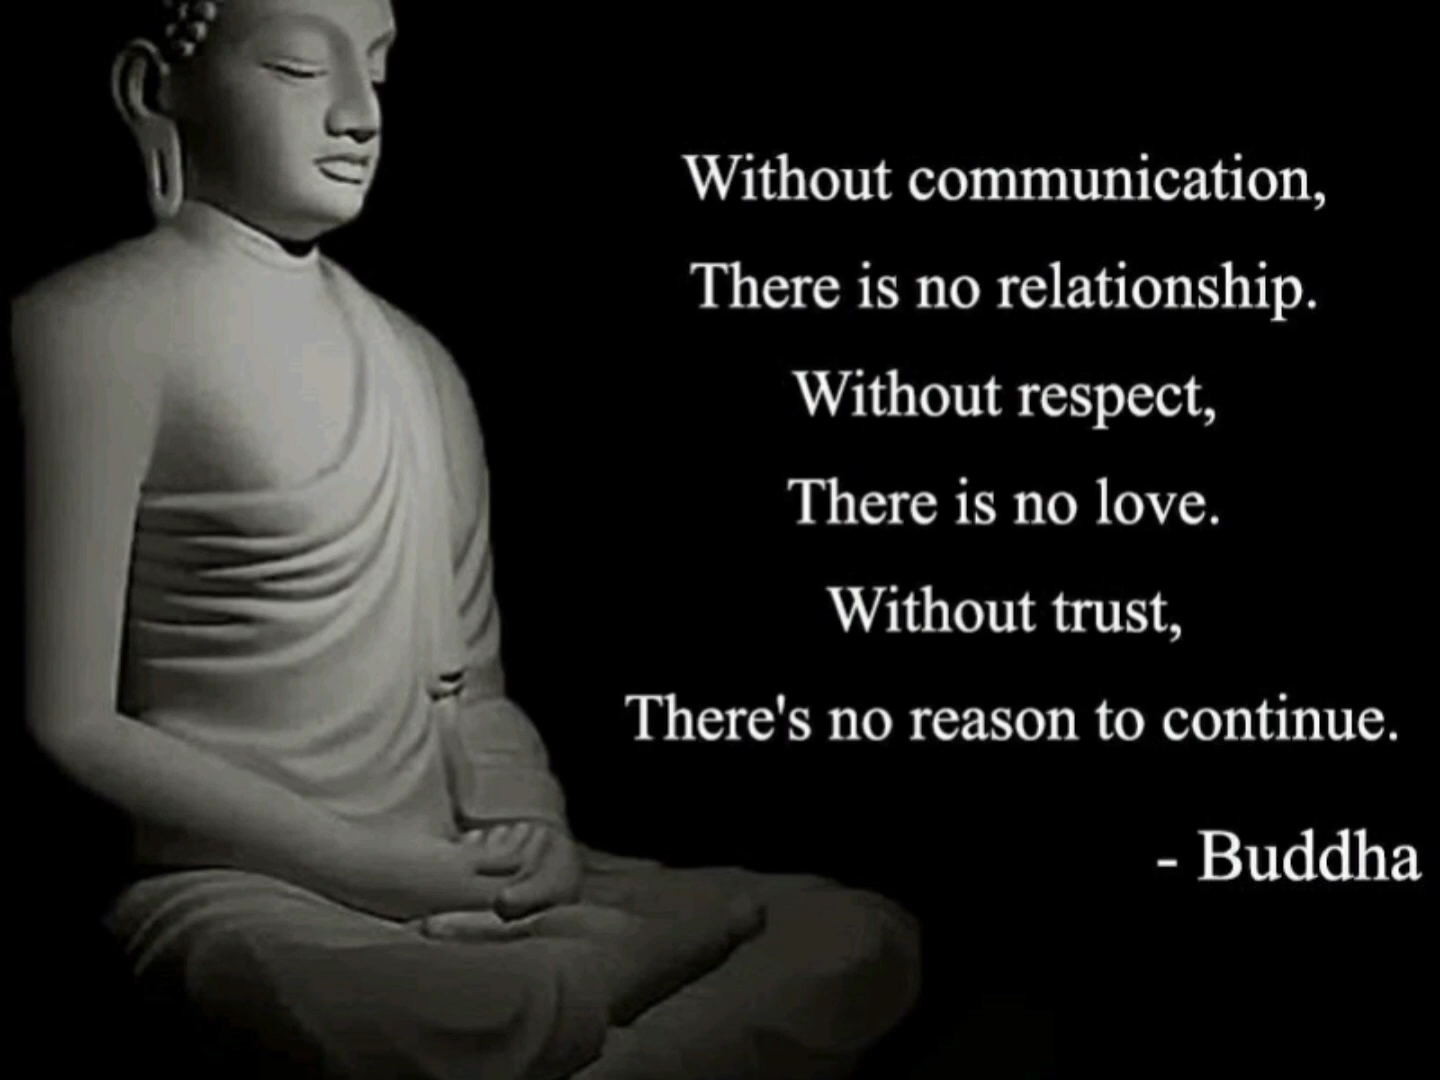 Without communication,
There is no relationship.
Without respect,
There is no love.
Without trust,
There's no reason to continue.
- Buddha